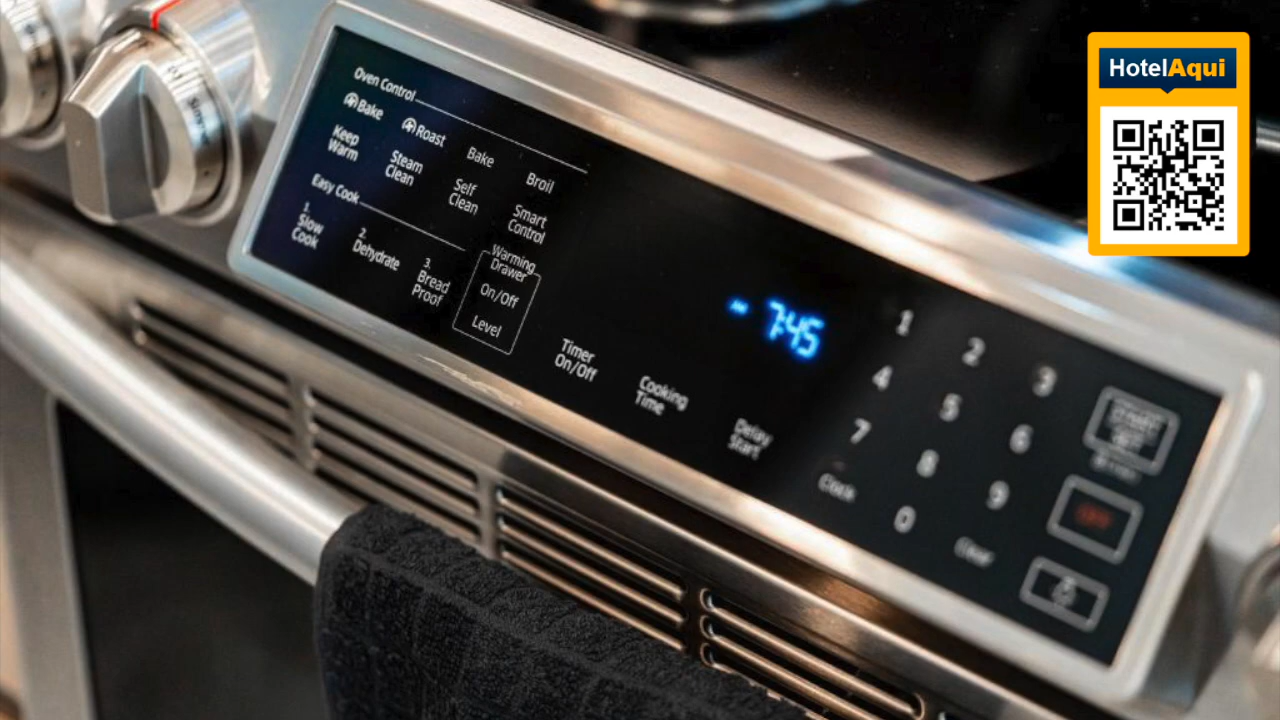 HotelAqui
Oven Control
Bake
Roast
Bake
Broil
Keep
Warm
Steam
Clean
Self
Clean
Smart
Control
Easy Cook
1.
Slow
Cook
2.
Dehydrate
3.
Bread
Proof
Warming
Drawer
On/Off
Level
Timer
On/Off
Cooking
Time
Delay
Start
AM 7:45
1 2 3
4 5 6
7 8 9
Clock 0 Clear
OFF